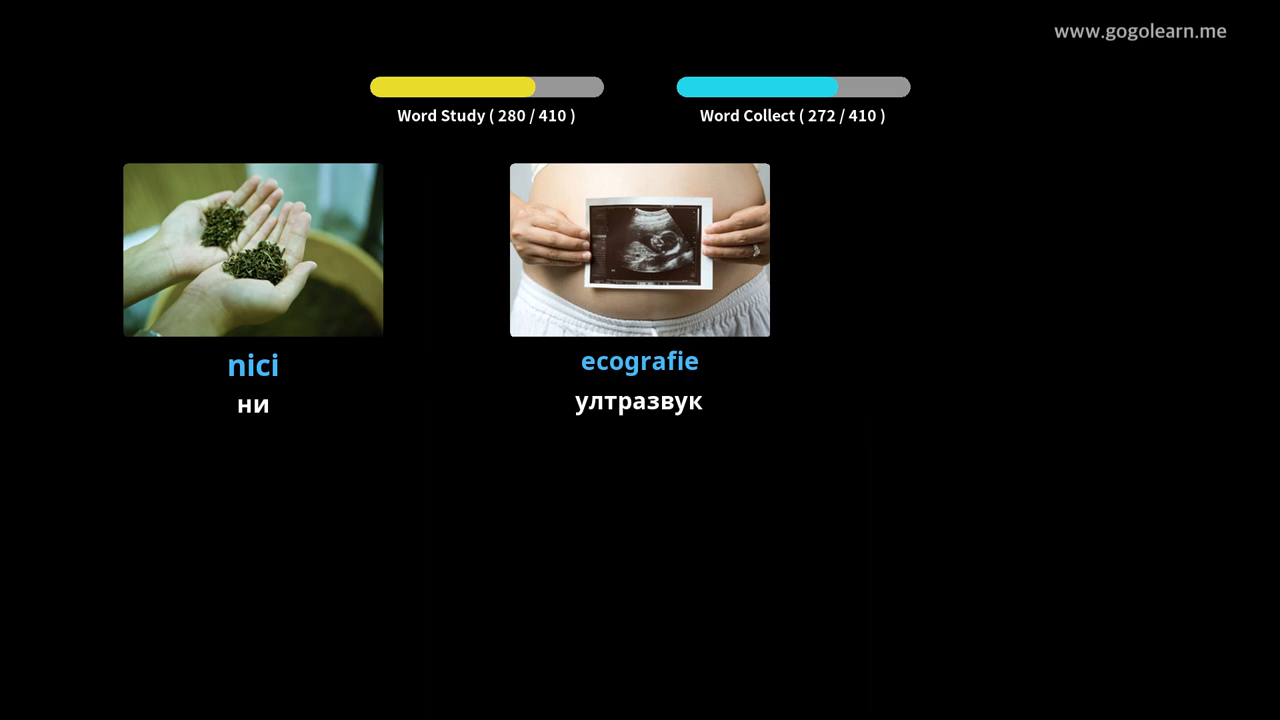 www.gogolearn.me
Word Study ( 280 / 410 )
Word Collect ( 272 / 410 )
nici
ни
ecografie
ултразвук